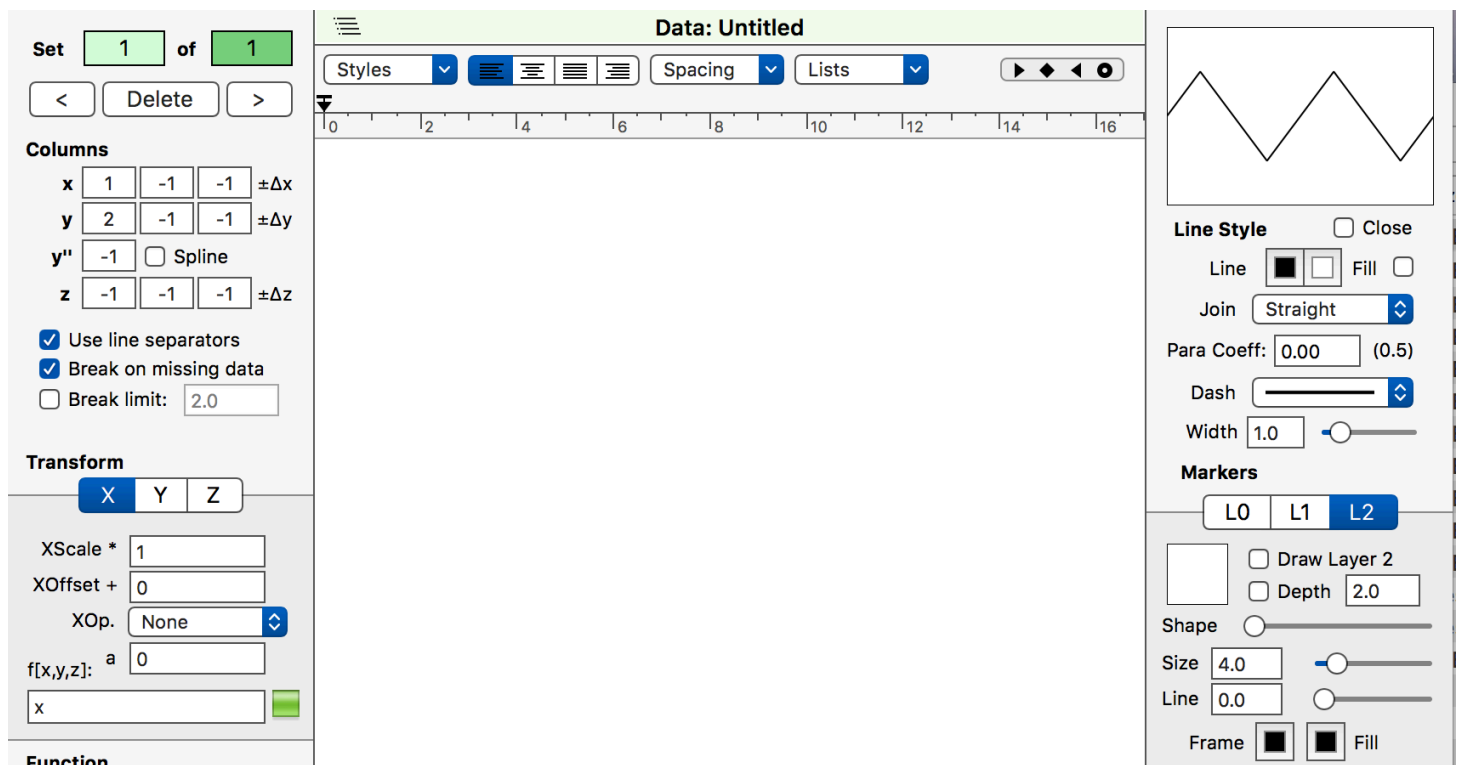 Set 1 of 1
< Delete >
Columns
x 1 -1 -1 ±Δx
y 2 -1 -1 ±Δy
y'' -1 Spline
z -1 -1 -1 ±Δz
Use line separators
Break on missing data
Break limit: 2.0
Transform
X Y Z
XScale * 1
XOffset + 0
XOp. None
f[x,y,z]: a 0
x
Function
Data: Untitled
Styles Spacing Lists
0 2 4 6 8 10 12 14 16
Line Style Close
Line Fill
Join Straight
Para Coeff: 0.00 (0.5)
Dash
Width 1.0
Markers
L0 L1 L2
Draw Layer 2
Depth 2.0
Shape
Size 4.0
Line 0.0
Frame Fill